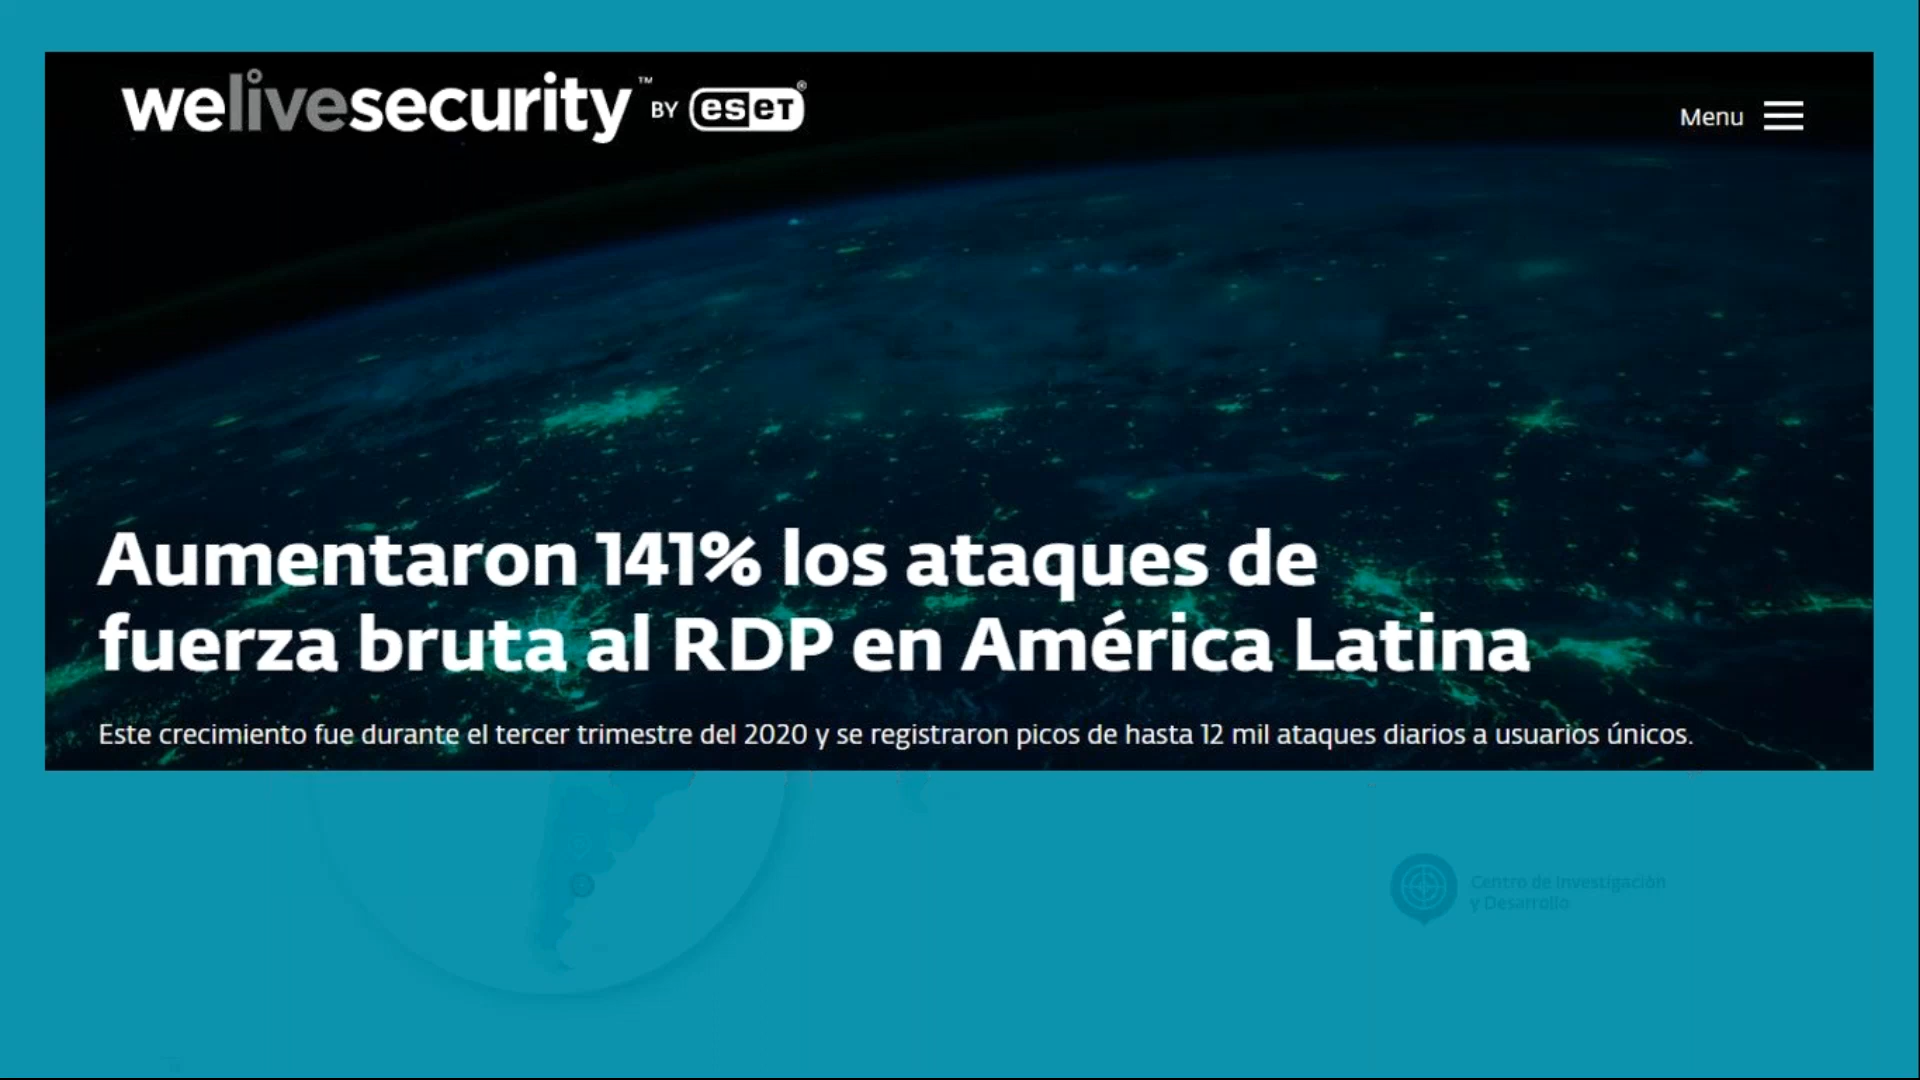 welivesecurity™ BY eset®
Menu
Aumentaron 141% los ataques de
fuerza bruta al RDP en América Latina
Este crecimiento fue durante el tercer trimestre del 2020 y se registraron picos de hasta 12 mil ataques diarios a usuarios únicos.
Centro de Investigación
y Desarrollo